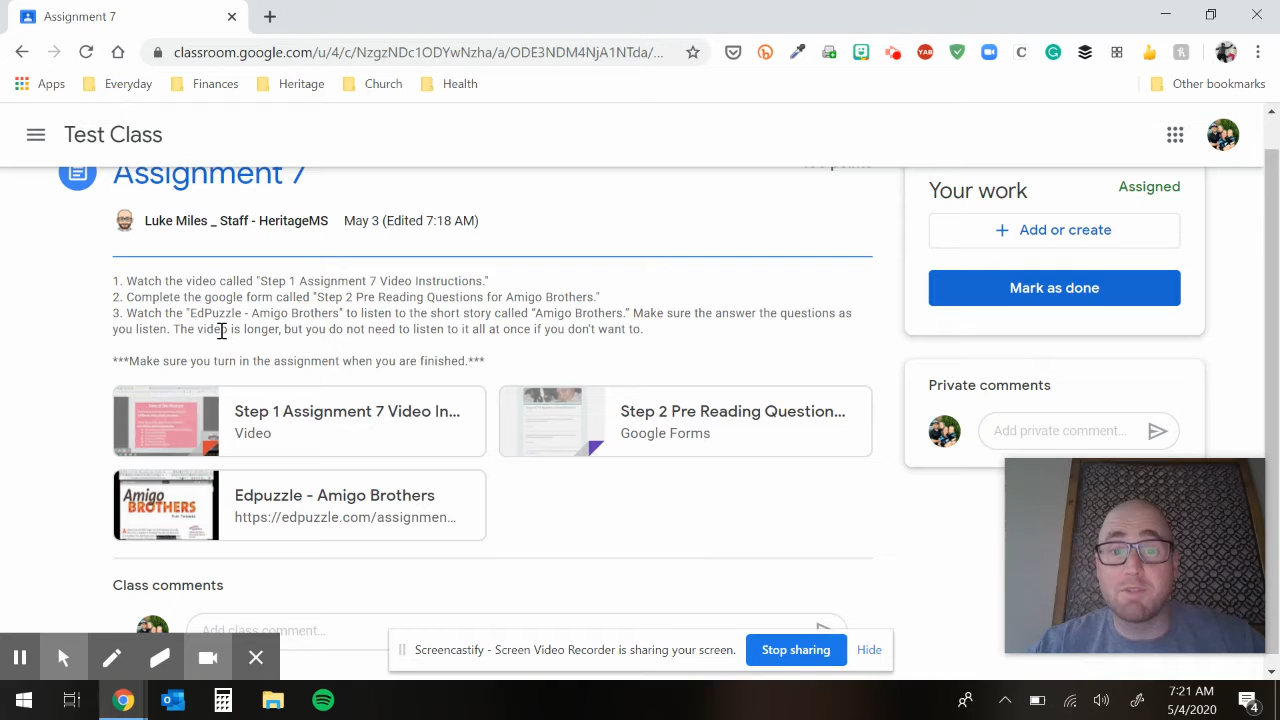 Assignment 7
classroom.google.com/u/4/c/NzgzNDc1ODYwNzha/a/ODE3NDM4NjA1NTda/...
YAB
C
Apps
Everyday
Finances
Heritage
Church
Health
Other bookmarks
Test Class
Assignment 7
Luke Miles _ Staff - HeritageMS May 3 (Edited 7:18 AM)
1. Watch the video called "Step 1 Assignment 7 Video Instructions."
2. Complete the google form called "Step 2 Pre Reading Questions for Amigo Brothers."
3. Watch the "EdPuzzle - Amigo Brothers" to listen to the short story called "Amigo Brothers." Make sure the answer the questions as
you listen. The video is longer, but you do not need to listen to it all at once if you don't want to.
***Make sure you turn in the assignment when you are finished.***
Step 1 Assignment 7 Video In...
Video
Step 2 Pre Reading Question...
Google Forms
Amigo
BROTHERS
Edpuzzle - Amigo Brothers
https://edpuzzle.com/assignmen...
Class comments
Add class comment...
Your work
Assigned
+ Add or create
Mark as done
Private comments
Add private comment...
Screencastify - Screen Video Recorder is sharing your screen.
Stop sharing
Hide
7:21 AM
5/4/2020
4